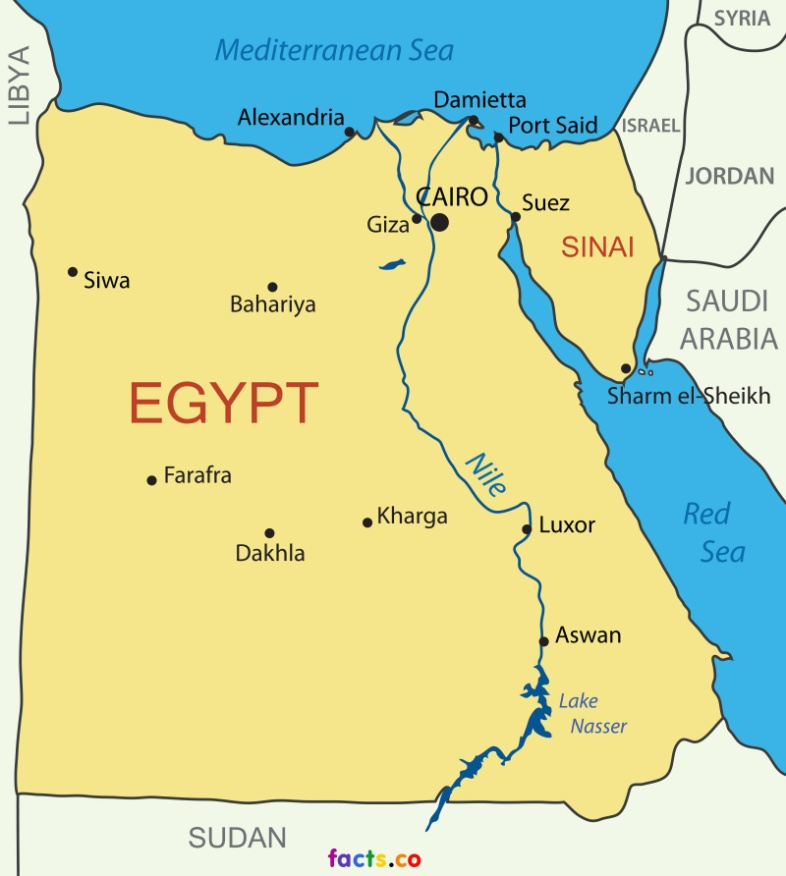 SYRIA
LIBYA
Mediterranean Sea
Damietta
Alexandria
Port Said
ISRAEL
JORDAN
CAIRO
Suez
Giza
SINAI
Siwa
Bahariya
SAUDI
ARABIA
EGYPT
Sharm el-Sheikh
Nile
Farafra
Kharga
Luxor
Red
Sea
Dakhla
Aswan
Lake
Nasser
SUDAN
facts.co